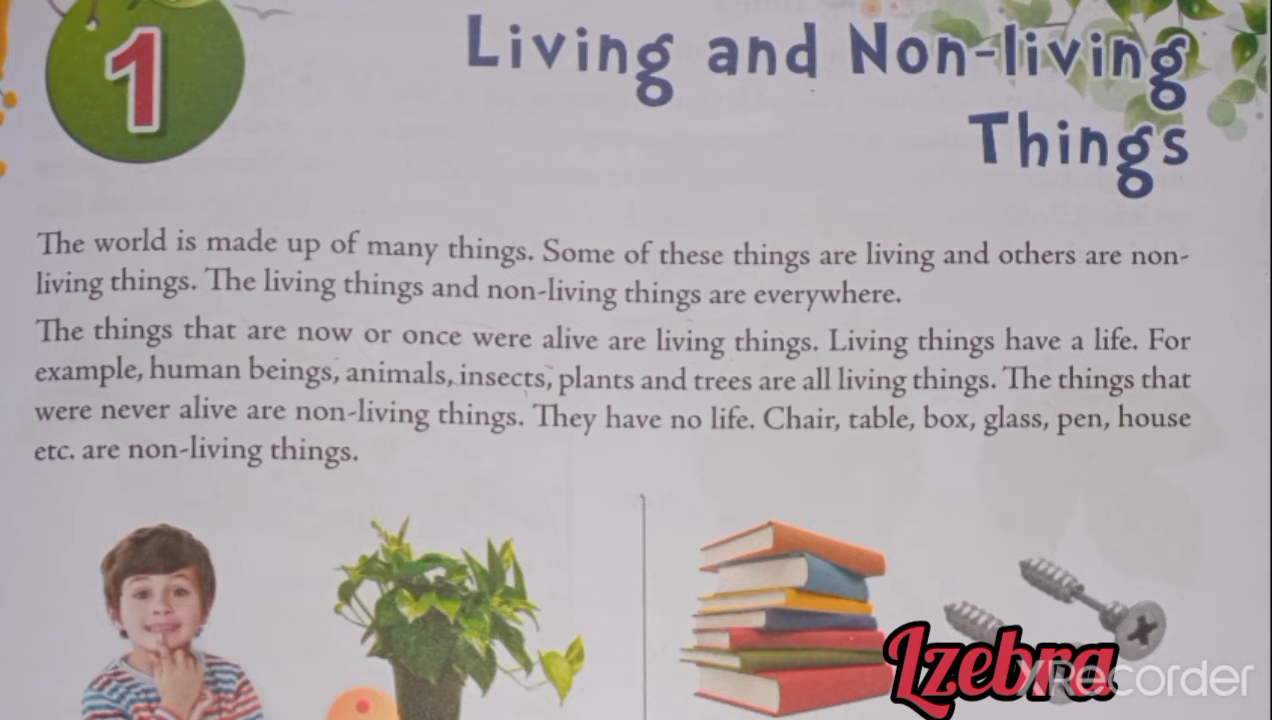 1
Living and Non-living
Things
The world is made up of many things. Some of these things are living and others are non-
living things. The living things and non-living things are everywhere.
The things that are now or once were alive are living things. Living things have a life. For
example, human beings, animals, insects, plants and trees are all living things. The things that
were never alive are non-living things. They have no life. Chair, table, box, glass, pen, house
etc. are non-living things.
Lzebra
XRecorder